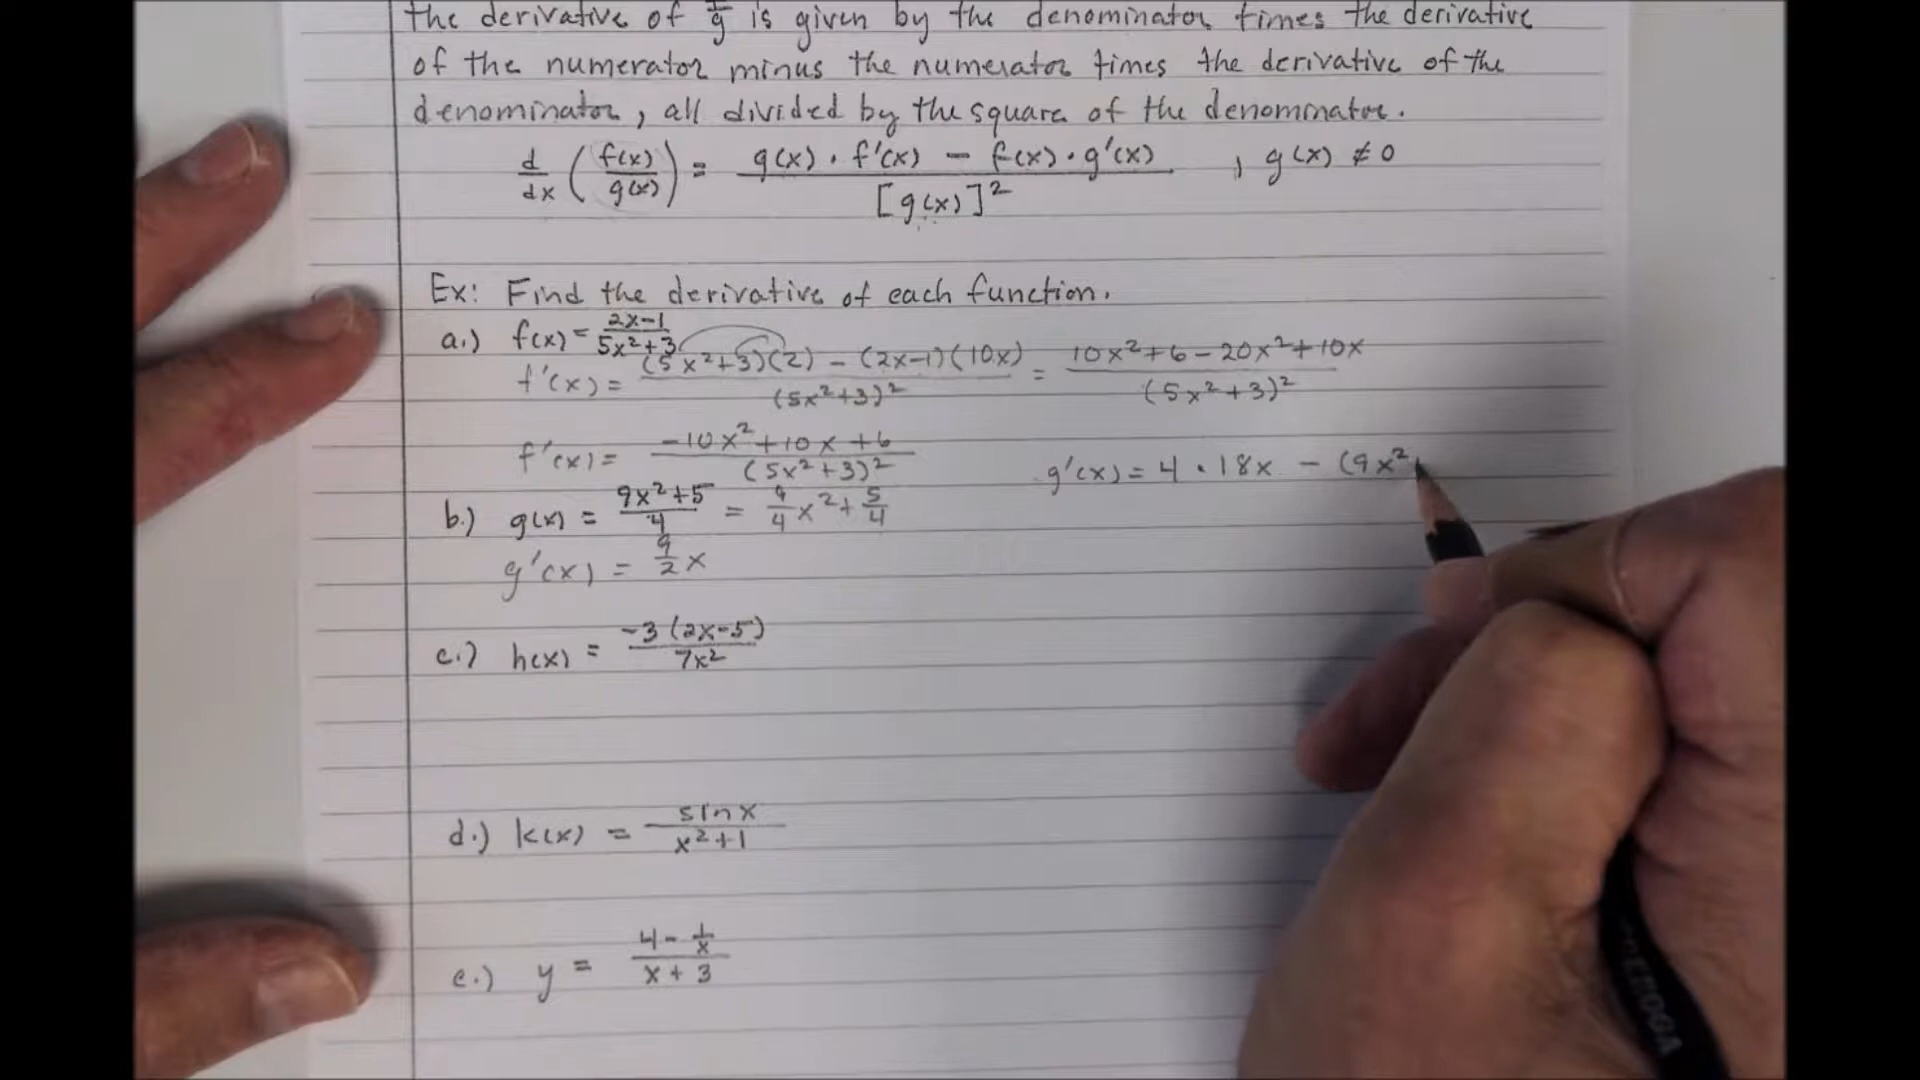 the derivative of f/g is given by the denominator times the derivative
of the numerator minus the numerator times the derivative of the
denominator, all divided by the square of the denominator.
d/dx (f(x)/g(x)) = g(x) · f'(x) - f(x) · g'(x) / [g(x)]² , g(x) ≠ 0
Ex: Find the derivative of each function.
a.) f(x) = 2x-1 / 5x²+3
f'(x) = (5x²+3)(2) - (2x-1)(10x) / (5x²+3)² = 10x²+6-20x²+10x / (5x²+3)²
f'(x) = -10x²+10x+6 / (5x²+3)²
g'(x) = 4 · 18x - (9x²
b.) g(x) = 9x²+5 / 4 = 9/4 x² + 5/4
g'(x) = 9/2 x
c.) h(x) = -3(2x-5) / 7x²
d.) k(x) = sin x / x²+1
e.) y = 4 - 1/x / x + 3